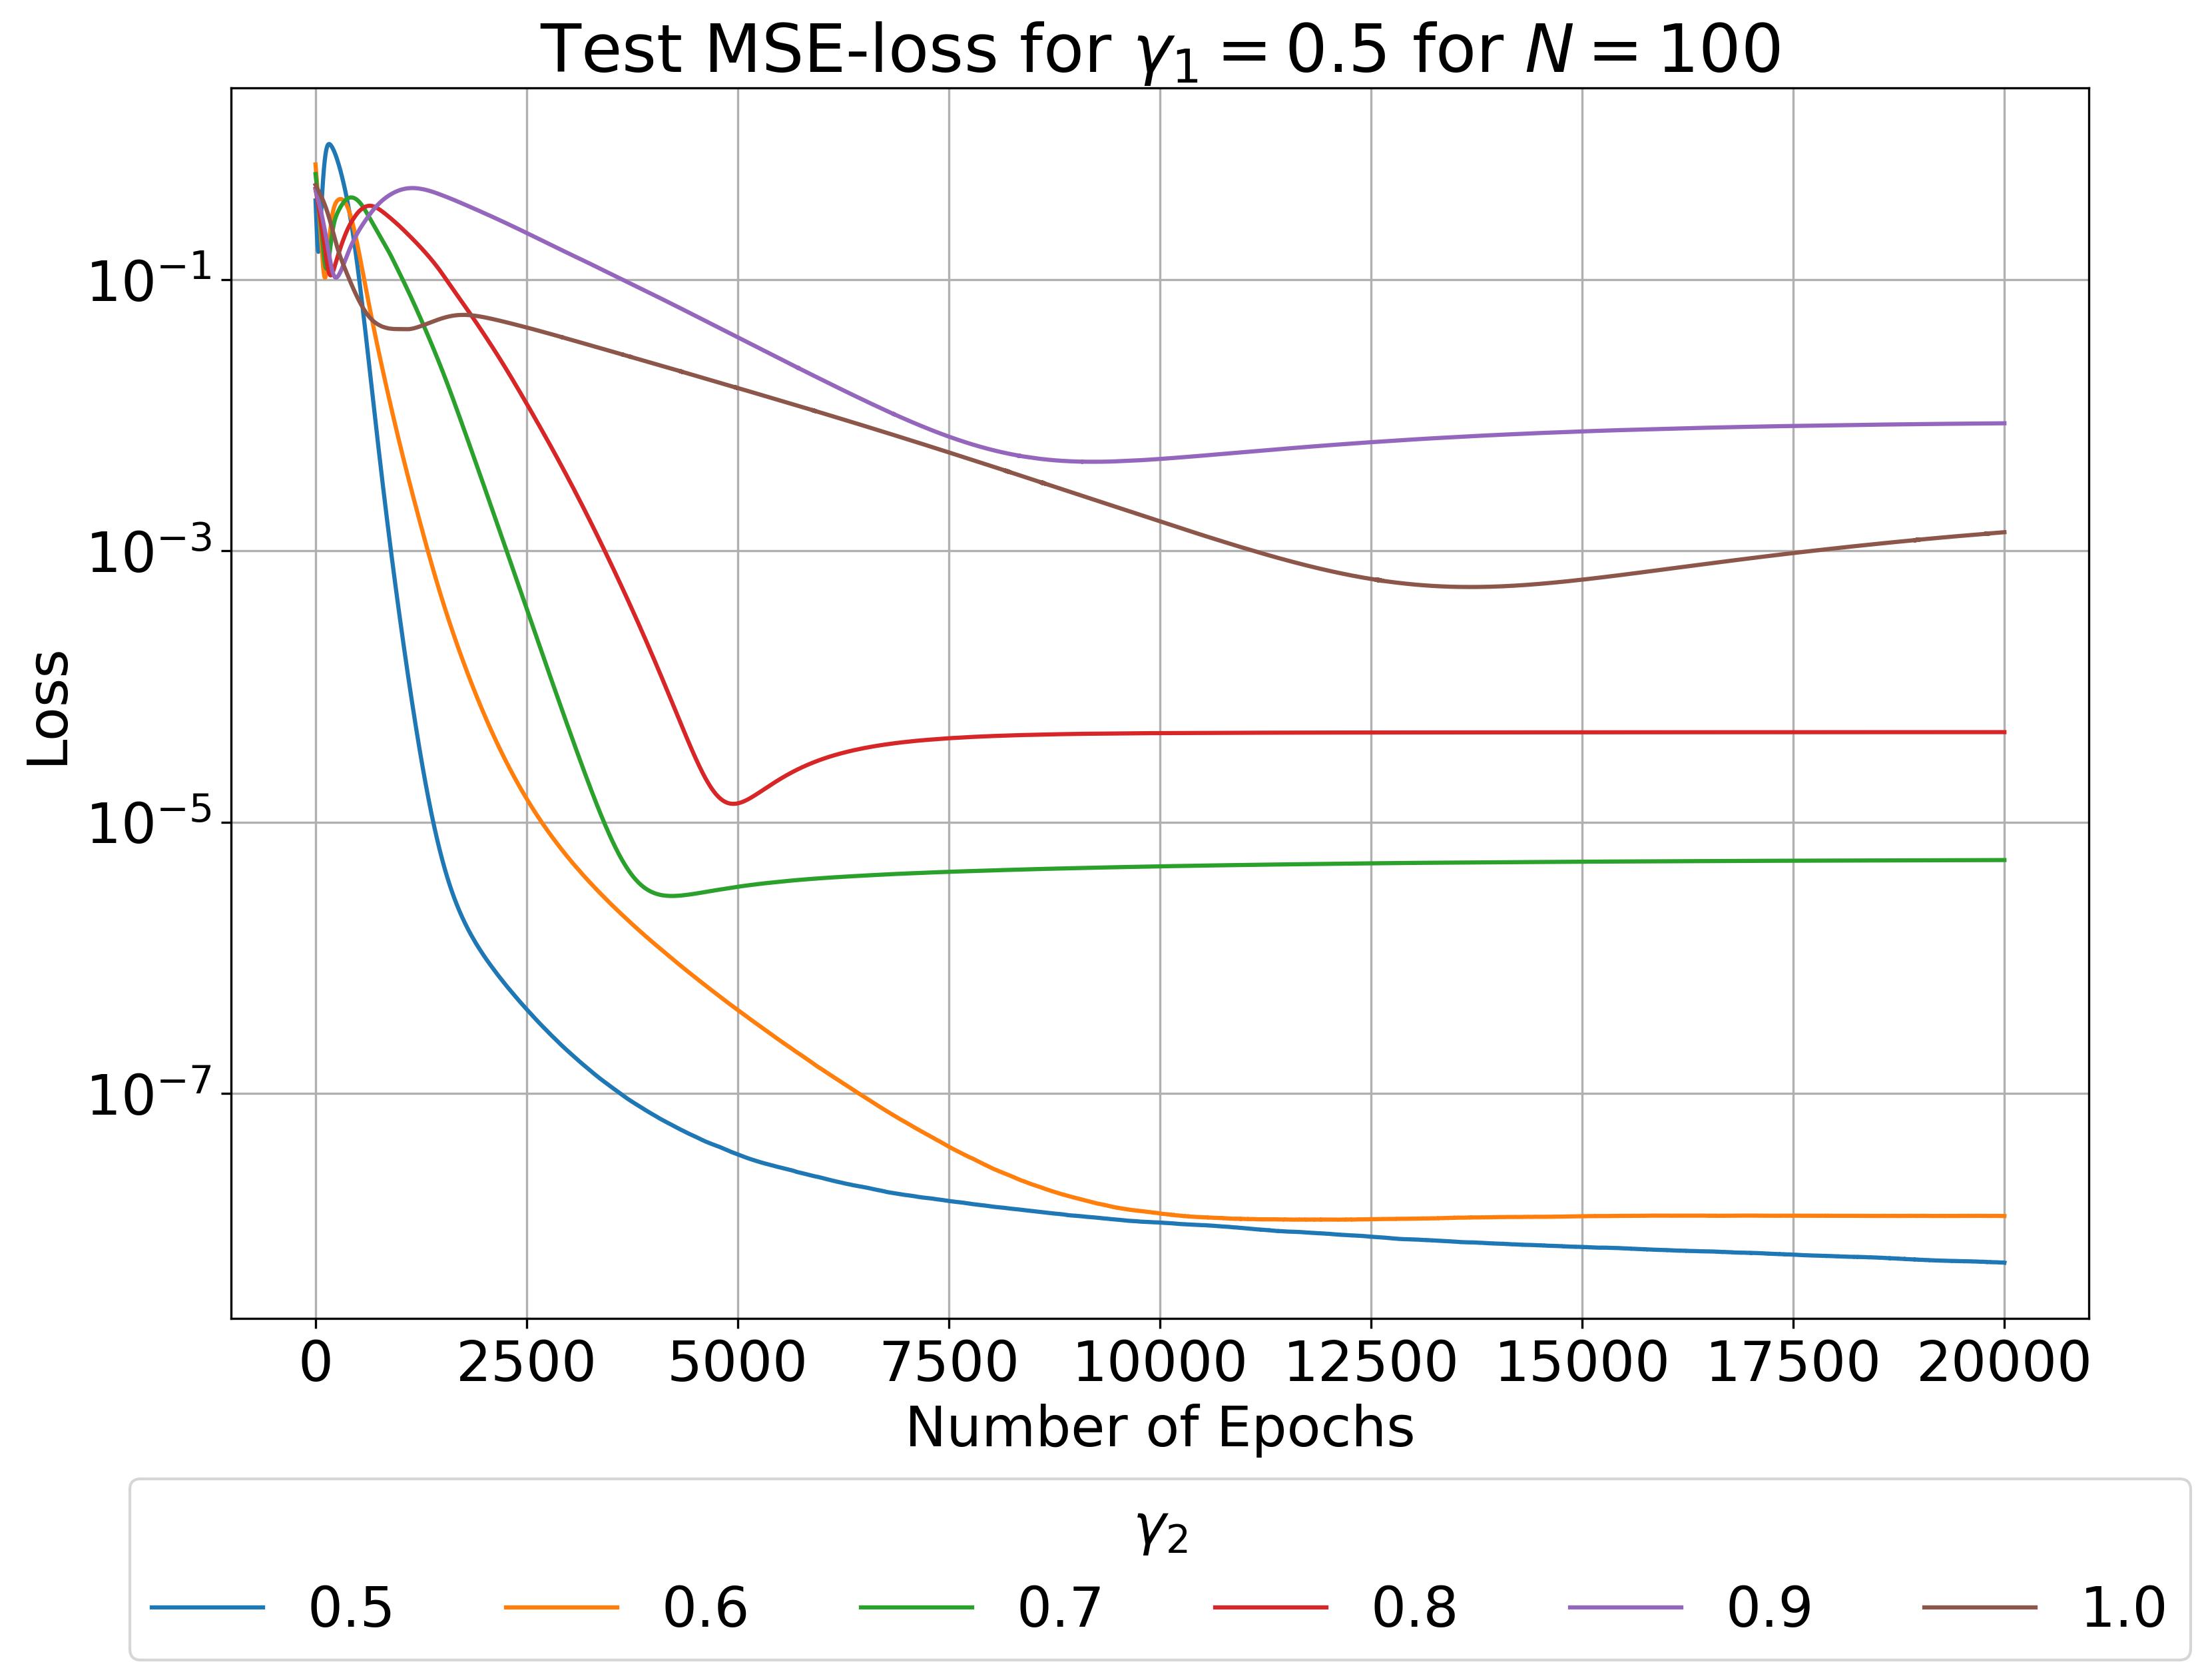 Test MSE-loss for γ₁ = 0.5 for N = 100
Loss
10⁻¹
10⁻³
10⁻⁵
10⁻⁷
0 2500 5000 7500 10000 12500 15000 17500 20000
Number of Epochs
γ₂
0.5 0.6 0.7 0.8 0.9 1.0